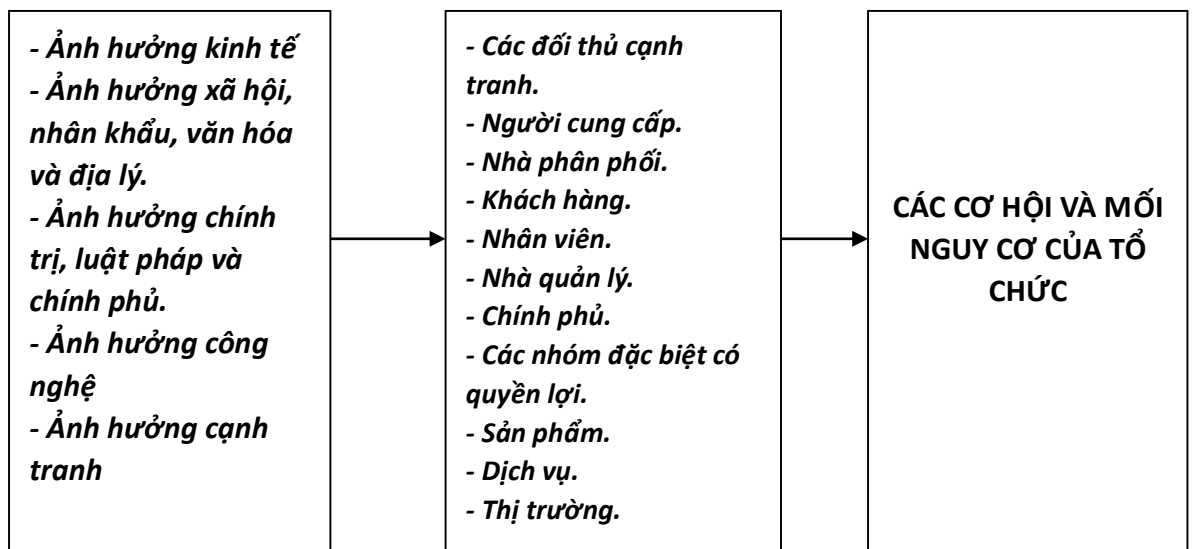 - Ảnh hưởng kinh tế
- Ảnh hưởng xã hội,
nhân khẩu, văn hóa
và địa lý.
- Ảnh hưởng chính
trị, luật pháp và
chính phủ.
- Ảnh hưởng công
nghệ
- Ảnh hưởng cạnh
tranh
- Các đối thủ cạnh
tranh.
- Người cung cấp.
- Nhà phân phối.
- Khách hàng.
- Nhân viên.
- Nhà quản lý.
- Chính phủ.
- Các nhóm đặc biệt có
quyền lợi.
- Sản phẩm.
- Dịch vụ.
- Thị trường.
CÁC CƠ HỘI VÀ MỐI
NGUY CƠ CỦA TỔ
CHỨC